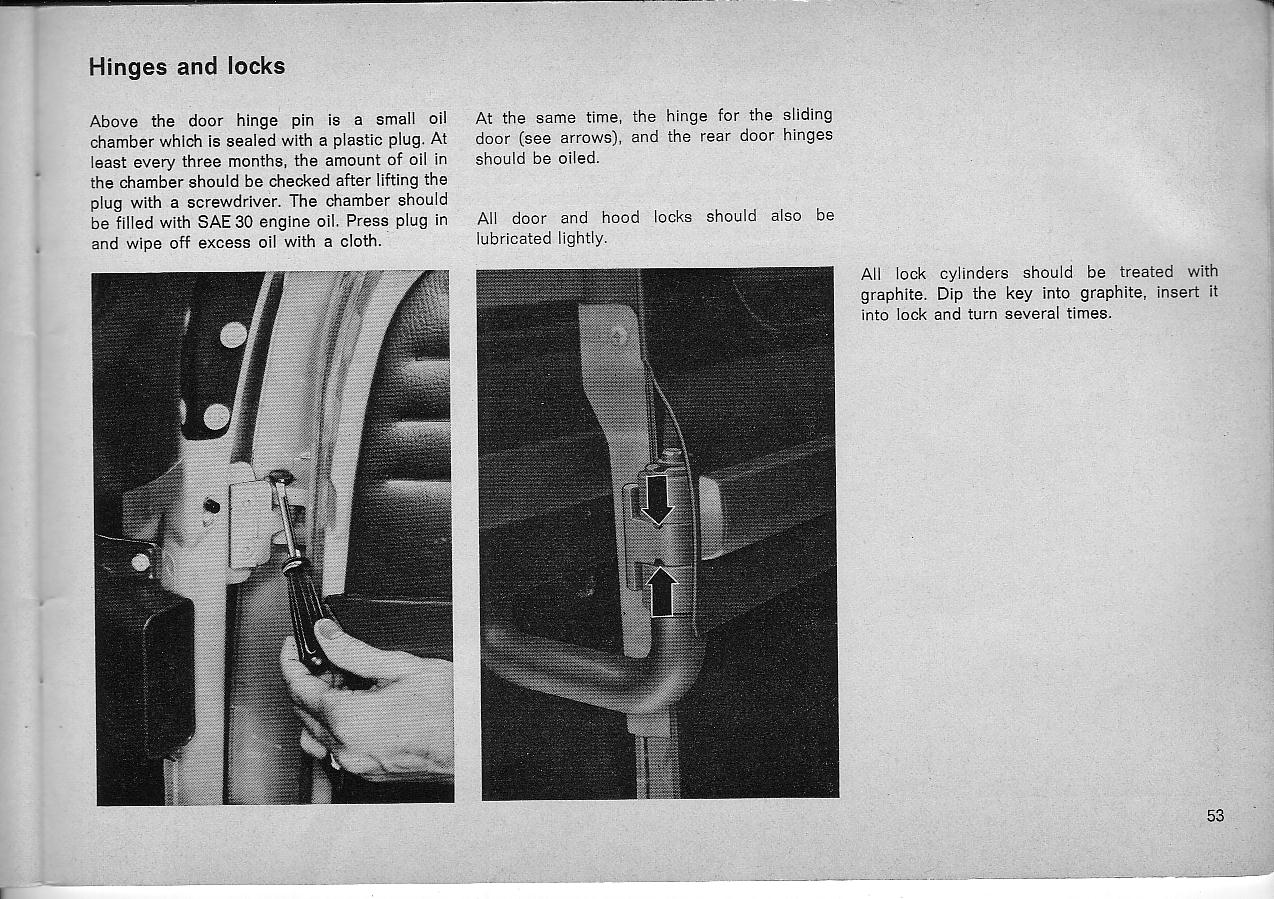 Hinges and locks
Above the door hinge pin is a small oil
chamber which is sealed with a plastic plug. At
least every three months, the amount of oil in
the chamber should be checked after lifting the
plug with a screwdriver. The chamber should
be filled with SAE 30 engine oil. Press plug in
and wipe off excess oil with a cloth.
At the same time, the hinge for the sliding
door (see arrows), and the rear door hinges
should be oiled.
All door and hood locks should also be
lubricated lightly.
All lock cylinders should be treated with
graphite. Dip the key into graphite, insert it
into lock and turn several times.
53